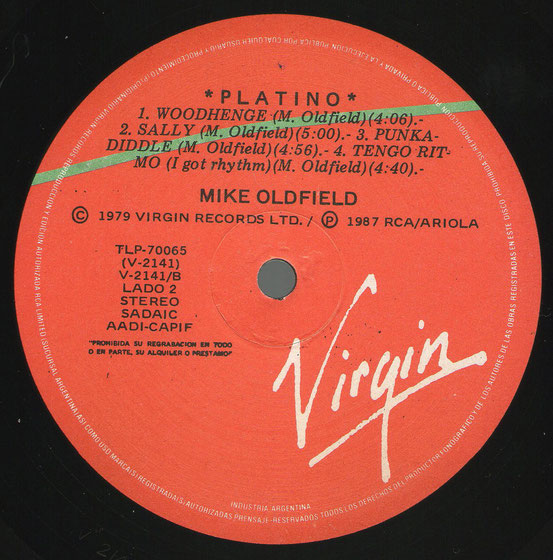 *PLATINO*
1. WOODHENGE (M. Oldfield)(4:06).-
2. SALLY (M. Oldfield)(5:00).- 3. PUNKA-
DIDDLE (M. Oldfield)(4:56).- 4. TENGO RIT-
MO (I got rhythm)(M. Oldfield)(4:40).-
MIKE OLDFIELD
© 1979 VIRGIN RECORDS LTD. / ℗ 1987 RCA/ARIOLA
TLP-70065
(V-2141)
V-2141/B
LADO 2
STEREO
SADAIC
AADI-CAPIF
"PROHIBIDA SU REGRABACION EN TODO
O EN PARTE, SU ALQUILER O PRESTAMO"
Virgin
INDUSTRIA ARGENTINA